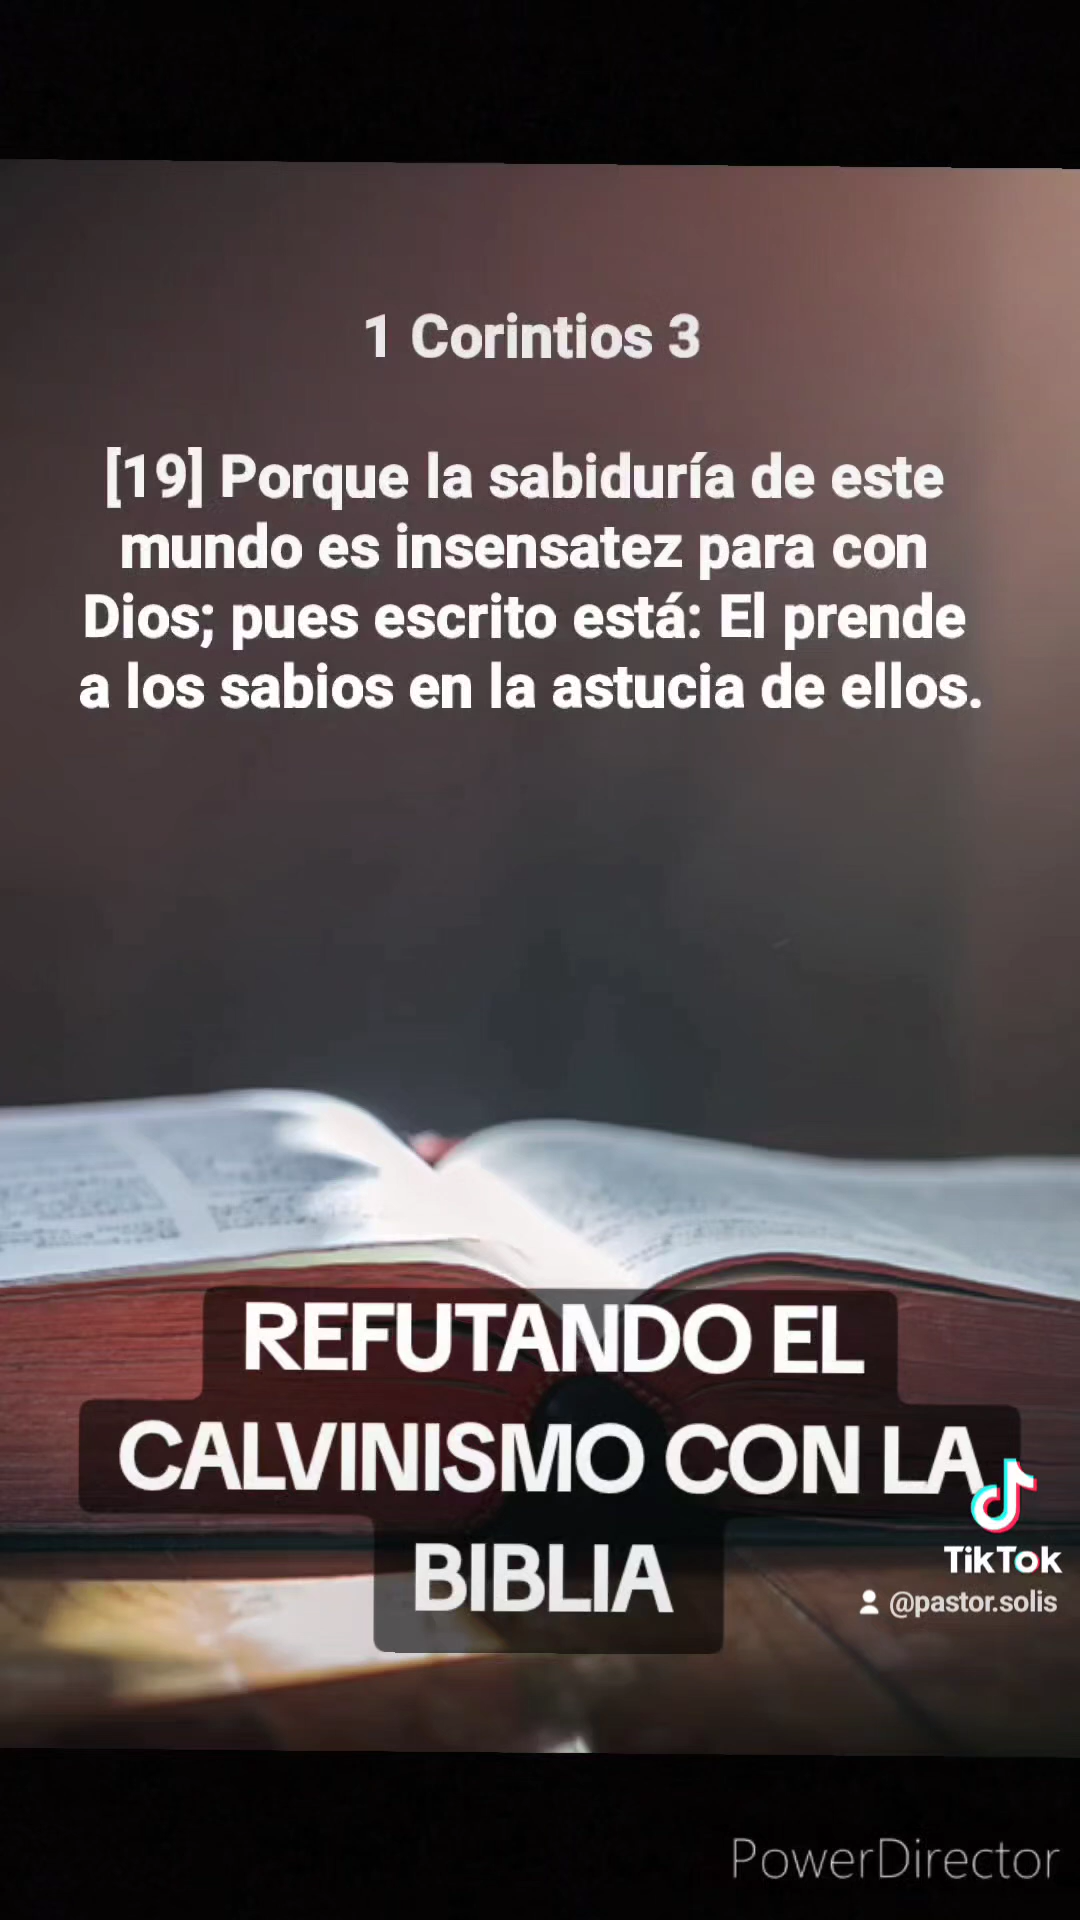 1 Corintios 3
[19] Porque la sabiduría de este
mundo es insensatez para con
Dios; pues escrito está: El prende
a los sabios en la astucia de ellos.
REFUTANDO EL
CALVINISMO CON LA
BIBLIA
TikTok
@pastor.solis
PowerDirector